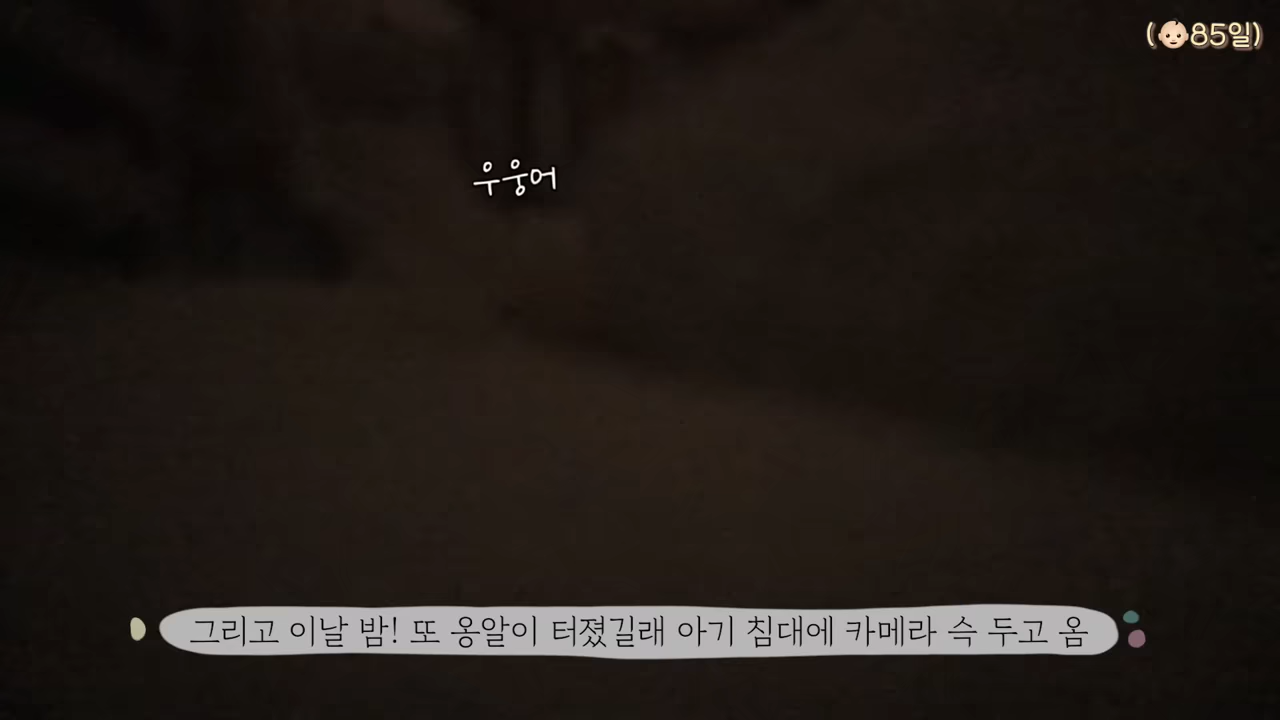 (👶🏻85일)
우웅어
그리고 이날 밤! 또 옹알이 터졌길래 아기 침대에 카메라 슥 두고 옴